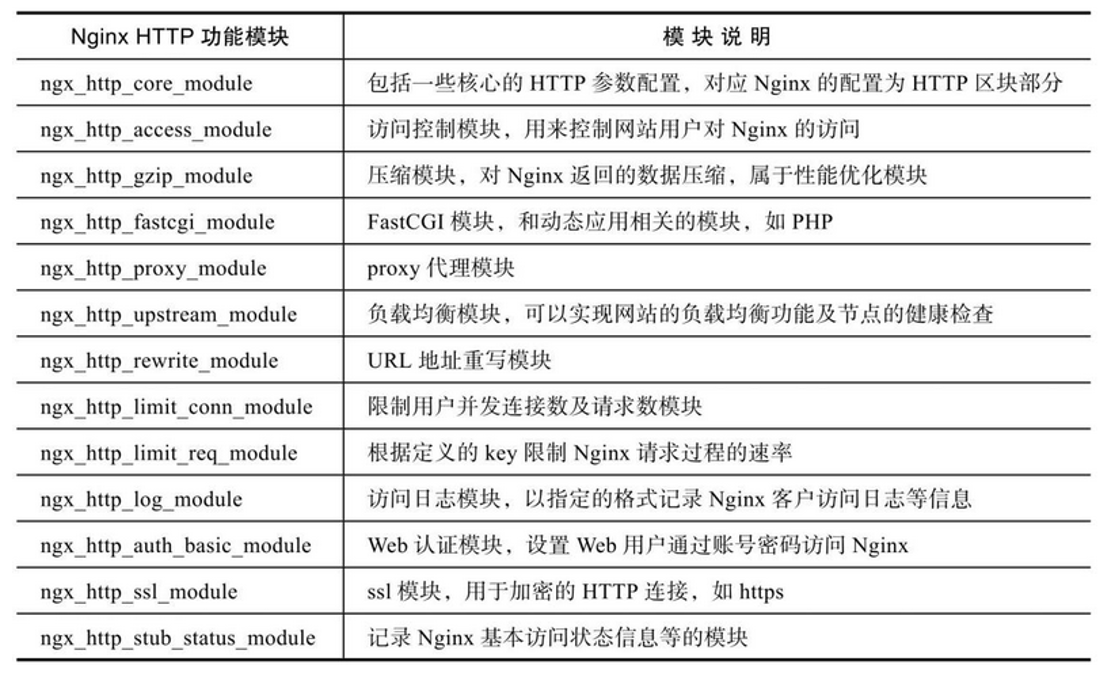 Nginx HTTP 功能模块 模块说明
ngx_http_core_module 包括一些核心的 HTTP 参数配置，对应 Nginx 的配置为 HTTP 区块部分
ngx_http_access_module 访问控制模块，用来控制网站用户对 Nginx 的访问
ngx_http_gzip_module 压缩模块，对 Nginx 返回的数据压缩，属于性能优化模块
ngx_http_fastcgi_module FastCGI 模块，和动态应用相关的模块，如 PHP
ngx_http_proxy_module proxy 代理模块
ngx_http_upstream_module 负载均衡模块，可以实现网站的负载均衡功能及节点的健康检查
ngx_http_rewrite_module URL 地址重写模块
ngx_http_limit_conn_module 限制用户并发连接数及请求数模块
ngx_http_limit_req_module 根据定义的 key 限制 Nginx 请求过程的速率
ngx_http_log_module 访问日志模块，以指定的格式记录 Nginx 客户访问日志等信息
ngx_http_auth_basic_module Web 认证模块，设置 Web 用户通过账号密码访问 Nginx
ngx_http_ssl_module ssl 模块，用于加密的 HTTP 连接，如 https
ngx_http_stub_status_module 记录 Nginx 基本访问状态信息等的模块